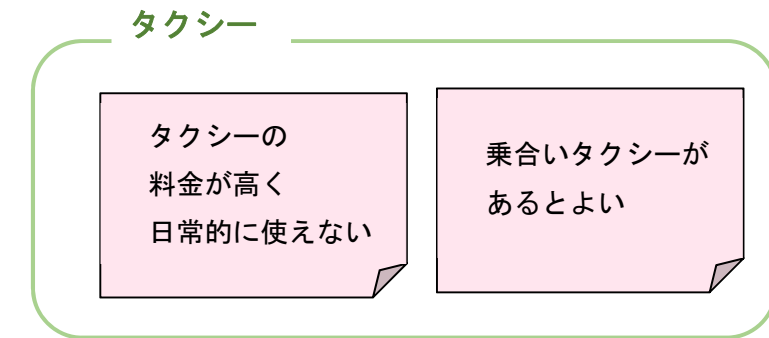 タクシー
タクシーの
料金が高く
日常的に使えない
乗合いタクシーが
あるとよい